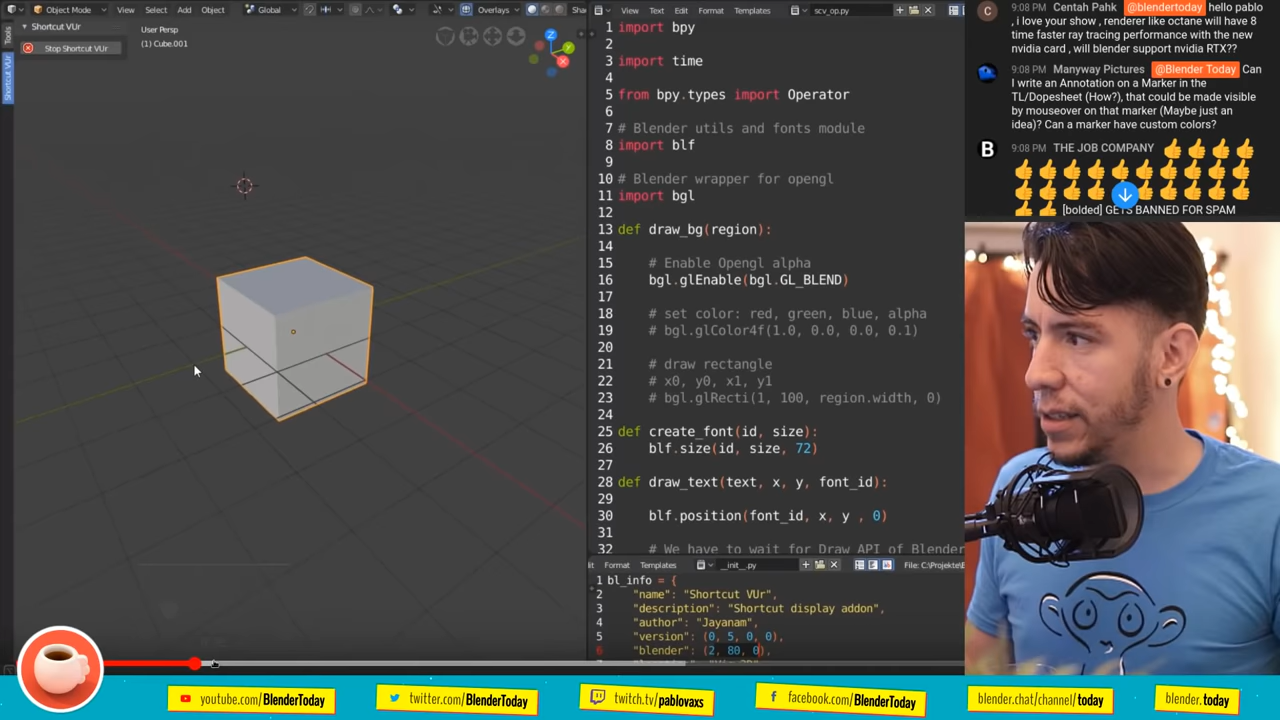 Object Mode
View
Select
Add
Object
Global
Overlays
Sha
Shortcut VUr
Stop Shortcut VUr
Tools
Shortcut VUr
User Persp
(1) Cube.001
Z
Y
X
View
Text
Edit
Format
Templates
scv_op.py
1 import bpy
2
3 import time
4
5 from bpy.types import Operator
6
7 # Blender utils and fonts module
8 import blf
9
10 # Blender wrapper for opengl
11 import bgl
12
13 def draw_bg(region):
14
15 # Enable Opengl alpha
16 bgl.glEnable(bgl.GL_BLEND)
17
18 # set color: red, green, blue, alpha
19 # bgl.glColor4f(1.0, 0.0, 0.0, 0.1)
20
21 # draw rectangle
22 # x0, y0, x1, y1
23 # bgl.glRecti(1, 100, region.width, 0)
24
25 def create_font(id, size):
26 blf.size(id, size, 72)
27
28 def draw_text(text, x, y, font_id):
29
30 blf.position(font_id, x, y , 0)
31
32 # We have to wait for Draw API of Blender
it
Format
Templates
__init__.py
File: C:\Projekte\B
1 bl_info = {
2 "name": "Shortcut VUr",
3 "description": "Shortcut display addon",
4 "author": "Jayanam",
5 "version": (0, 5, 0, 0),
6 "blender": (2, 80, 0),
C
9:08 PM Centah Pahk @blendertoday hello pablo
, i love your show , renderer like octane will have 8
time faster ray tracing performance with the new
nvidia card , will blender support nvidia RTX??
9:08 PM Manyway Pictures @Blender Today Can
I write an Annotation on a Marker in the
TL/Dopesheet (How?), that could be made visible
by mouseover on that marker (Maybe just an
idea)? Can a marker have custom colors?
B
9:08 PM THE JOB COMPANY 👍👍👍👍
👍👍👍👍👍👍👍👍👍👍👍👍
[bolded] GETS BANNED FOR SPAM
youtube.com/BlenderToday
twitter.com/BlenderToday
twitch.tv/pablovaxs
facebook.com/BlenderToday
blender.chat/channel/today
blender.today